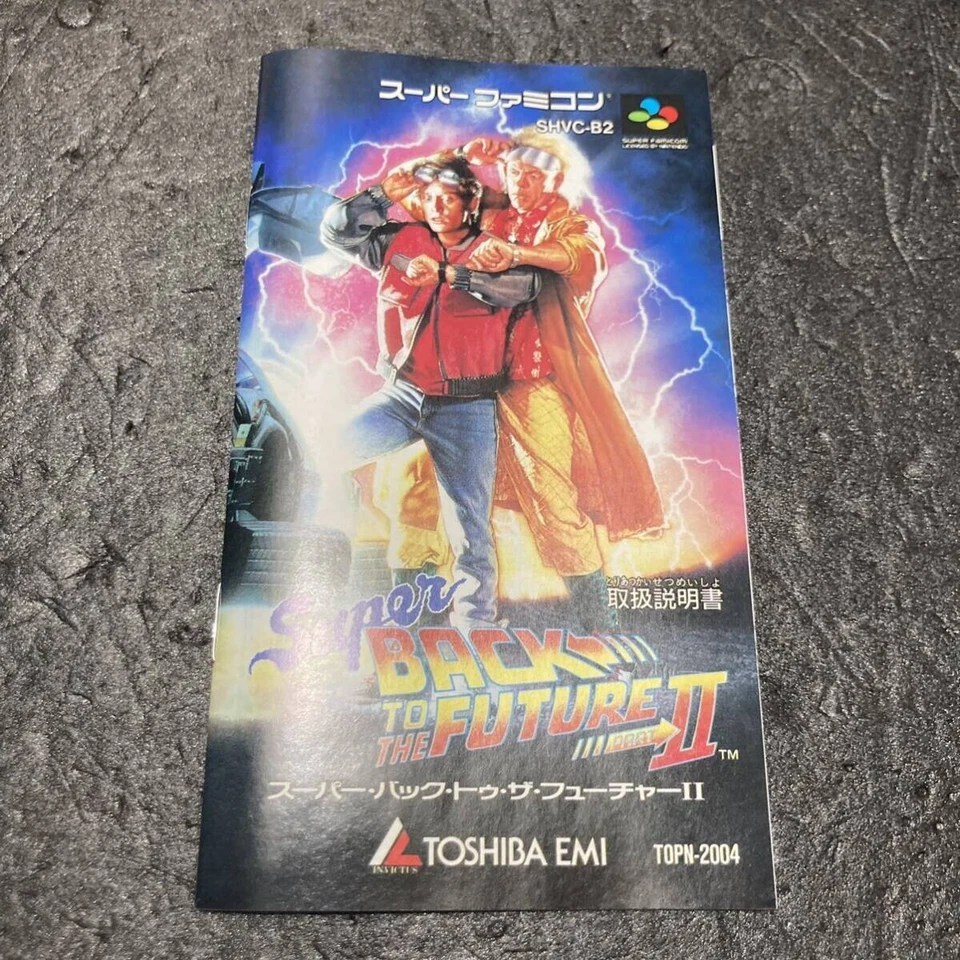 スーパーファミコン®
SHVC-B2
SUPER FAMICOM
LICENSED BY NINTENDO
とりあつかいせつめいしょ
取扱説明書
Super
BACK
TO THE FUTURE
PART II™
スーパー・バック・トゥ・ザ・フューチャーII
INVICTUS
TOSHIBA EMI
TOPN-2004